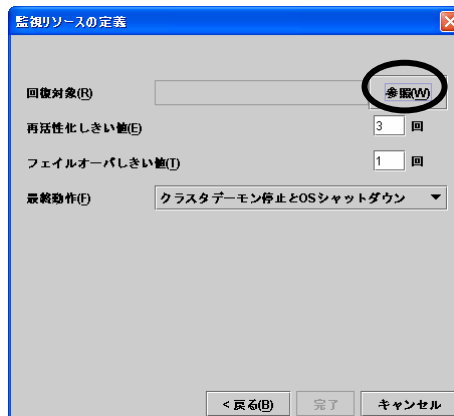 監視リソースの定義
回復対象(R) 参照(W)
再活性化しきい値(E) 3 回
フェイルオーバしきい値(T) 1 回
最終動作(F) クラスタデーモン停止とOSシャットダウン
< 戻る(B) 完了 キャンセル